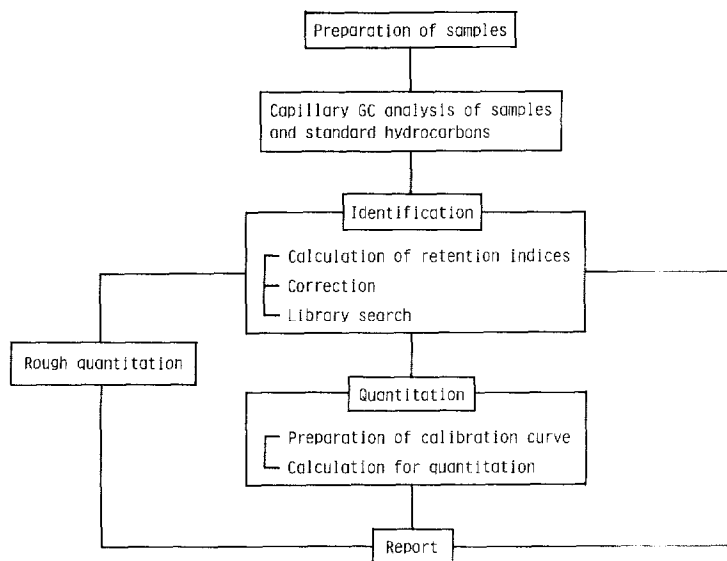 Preparation of samples
Capillary GC analysis of samples
and standard hydrocarbons
Identification
Calculation of retention indices
Correction
Library search
Rough quantitation
Quantitation
Preparation of calibration curve
Calculation for quantitation
Report